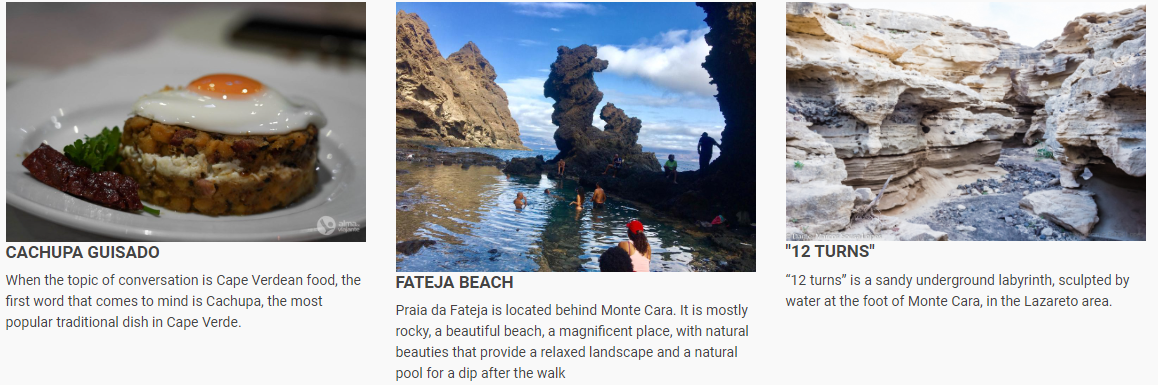 alma
viajante
CACHUPA GUISADO
When the topic of conversation is Cape Verdean food, the
first word that comes to mind is Cachupa, the most
popular traditional dish in Cape Verde.
FATEJA BEACH
Praia da Fateja is located behind Monte Cara. It is mostly
rocky, a beautiful beach, a magnificent place, with natural
beauties that provide a relaxed landscape and a natural
pool for a dip after the walk
"12 TURNS"
“12 turns” is a sandy underground labyrinth, sculpted by
water at the foot of Monte Cara, in the Lazareto area.